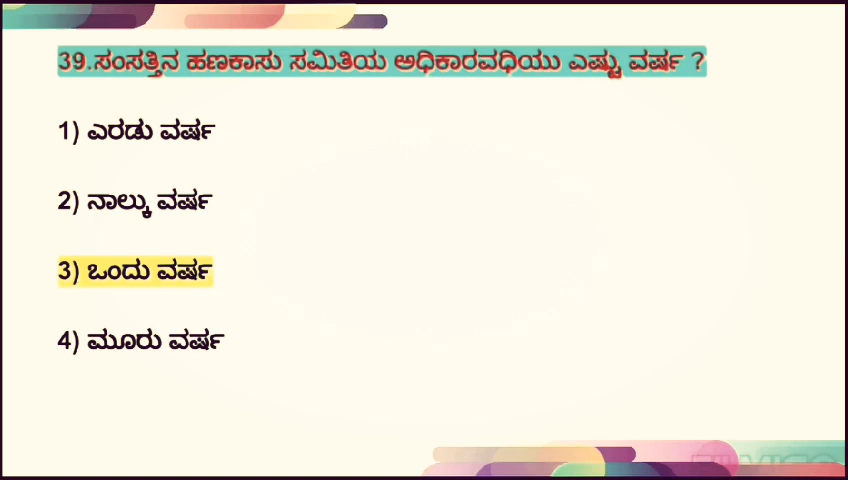 39.ಸಂಸತ್ತಿನ ಹಣಕಾಸು ಸಮಿತಿಯ ಅಧಿಕಾರವಧಿಯು ಎಷ್ಟು ವರ್ಷ ?
1) ಎರಡು ವರ್ಷ
2) ನಾಲ್ಕು ವರ್ಷ
3) ಒಂದು ವರ್ಷ
4) ಮೂರು ವರ್ಷ